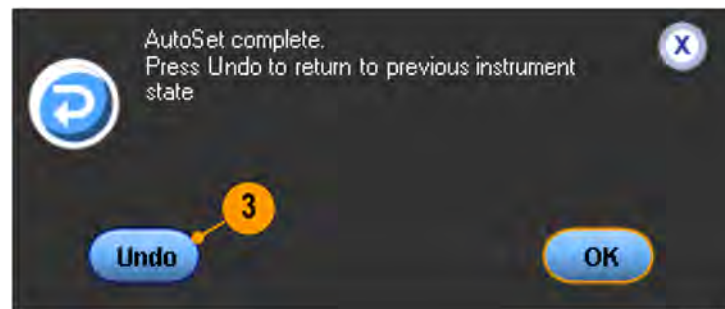 AutoSet complete.
Press Undo to return to previous instrument
state
X
3
Undo
OK